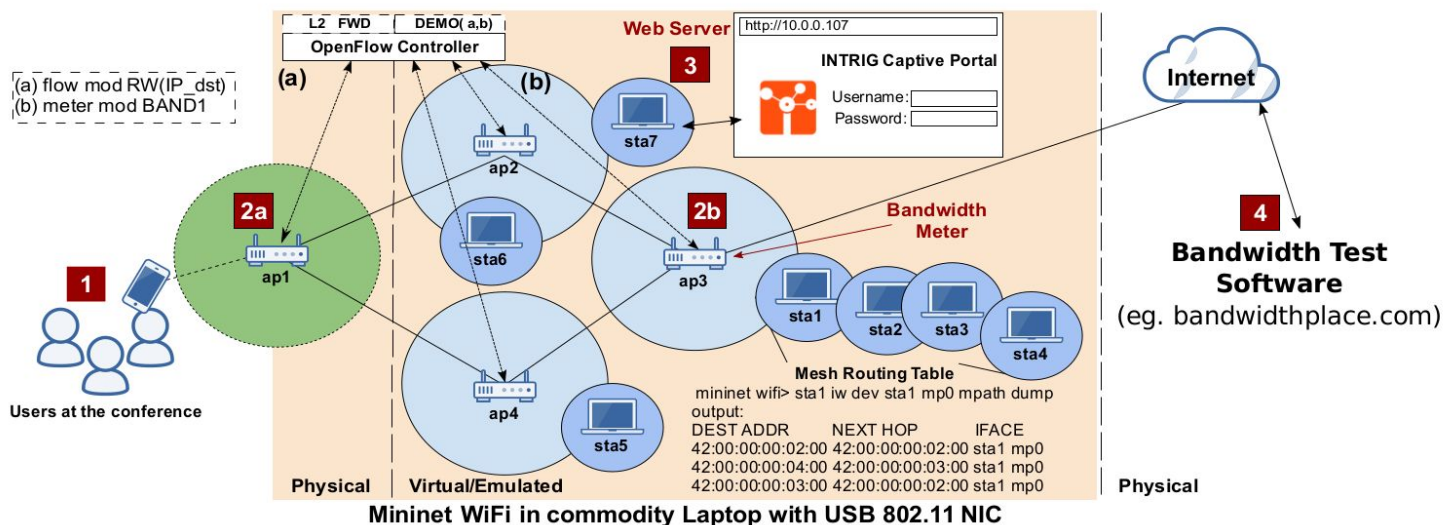 L2 FWD DEMO( a,b)
OpenFlow Controller
(a) flow mod RW(IP_dst)
(b) meter mod BAND1
(a)
(b)
Web Server
3
http://10.0.0.107
INTRIG Captive Portal
Username:
Password:
Internet
sta7
ap2
2a
ap1
sta6
2b
ap3
Bandwidth
Meter
4
Bandwidth Test
Software
(eg. bandwidthplace.com)
1
Users at the conference
sta1
sta2
sta3
sta4
ap4
sta5
Mesh Routing Table
mininet wifi> sta1 iw dev sta1 mp0 mpath dump
output:
DEST ADDR NEXT HOP IFACE
42:00:00:00:02:00 42:00:00:00:02:00 sta1 mp0
42:00:00:00:04:00 42:00:00:00:03:00 sta1 mp0
42:00:00:00:03:00 42:00:00:00:02:00 sta1 mp0
Physical
Virtual/Emulated
Physical
Mininet WiFi in commodity Laptop with USB 802.11 NIC